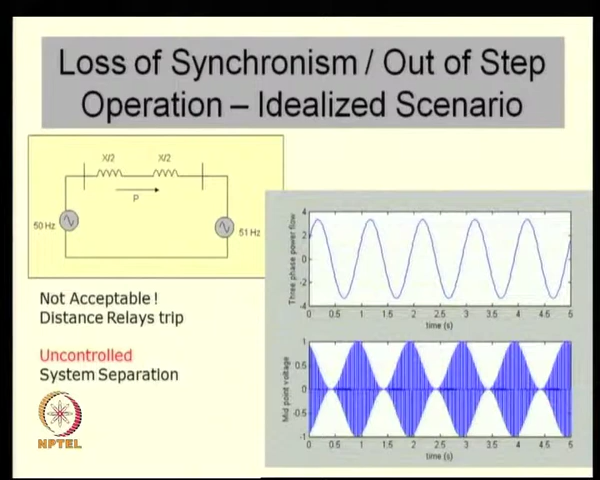 Loss of Synchronism / Out of Step
Operation – Idealized Scenario
X/2 X/2
P
50 Hz
51 Hz
Not Acceptable !
Distance Relays trip
Uncontrolled
System Separation
NPTEL
Three phase power flow
4
2
0
-2
-4
0 0.5 1 1.5 2 2.5 3 3.5 4 4.5 5
time (s)
Mid point voltage
1
0.5
0
-0.5
-1
0 0.5 1 1.5 2 2.5 3 3.5 4 4.5 5
time (s)